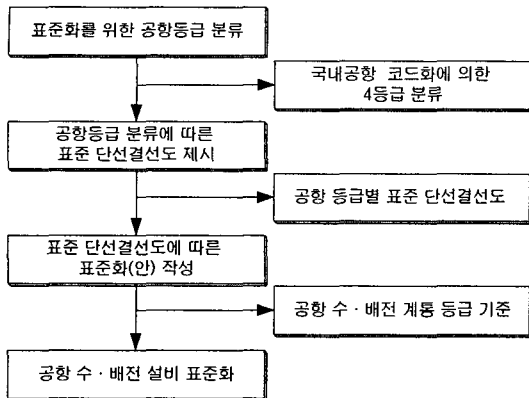 표준화를 위한 공항등급 분류
국내공항 코드화에 의한
4등급 분류
공항등급 분류에 따른
표준 단선결선도 제시
공항 등급별 표준 단선결선도
표준 단선결선도에 따른
표준화(안) 작성
공항 수 · 배전 계통 등급 기준
공항 수 · 배전 설비 표준화